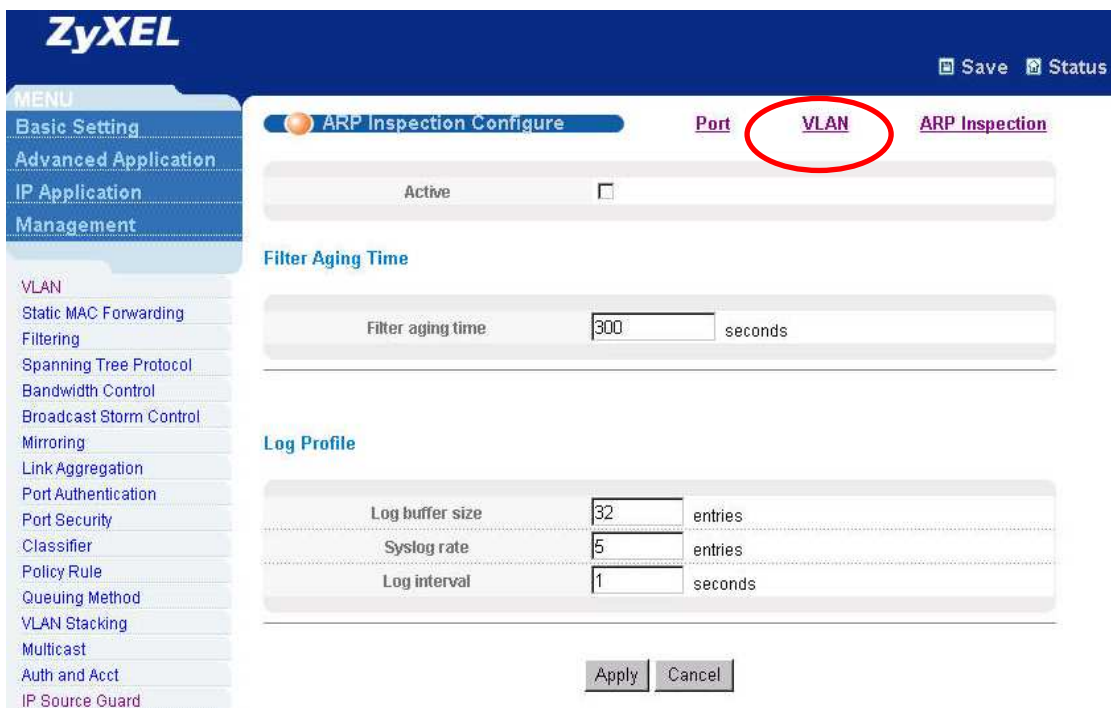 ZyXEL
Save Status
MENU
Basic Setting
Advanced Application
IP Application
Management
VLAN
Static MAC Forwarding
Filtering
Spanning Tree Protocol
Bandwidth Control
Broadcast Storm Control
Mirroring
Link Aggregation
Port Authentication
Port Security
Classifier
Policy Rule
Queuing Method
VLAN Stacking
Multicast
Auth and Acct
IP Source Guard
ARP Inspection Configure Port VLAN ARP Inspection
Active
Filter Aging Time
Filter aging time 300 seconds
Log Profile
Log buffer size 32 entries
Syslog rate 5 entries
Log interval 1 seconds
Apply Cancel